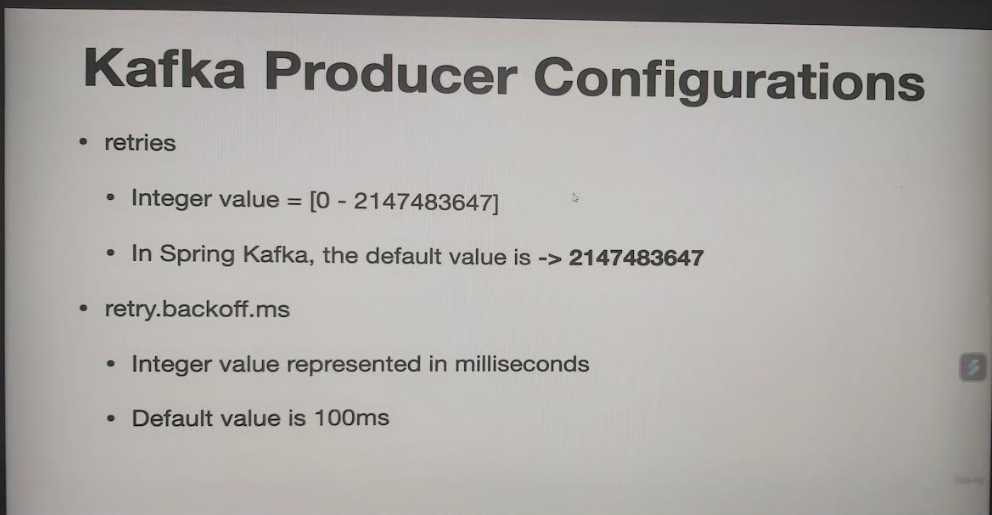 Kafka Producer Configurations
• retries
• Integer value = [0 - 2147483647]
• In Spring Kafka, the default value is -> 2147483647
• retry.backoff.ms
• Integer value represented in milliseconds
• Default value is 100ms